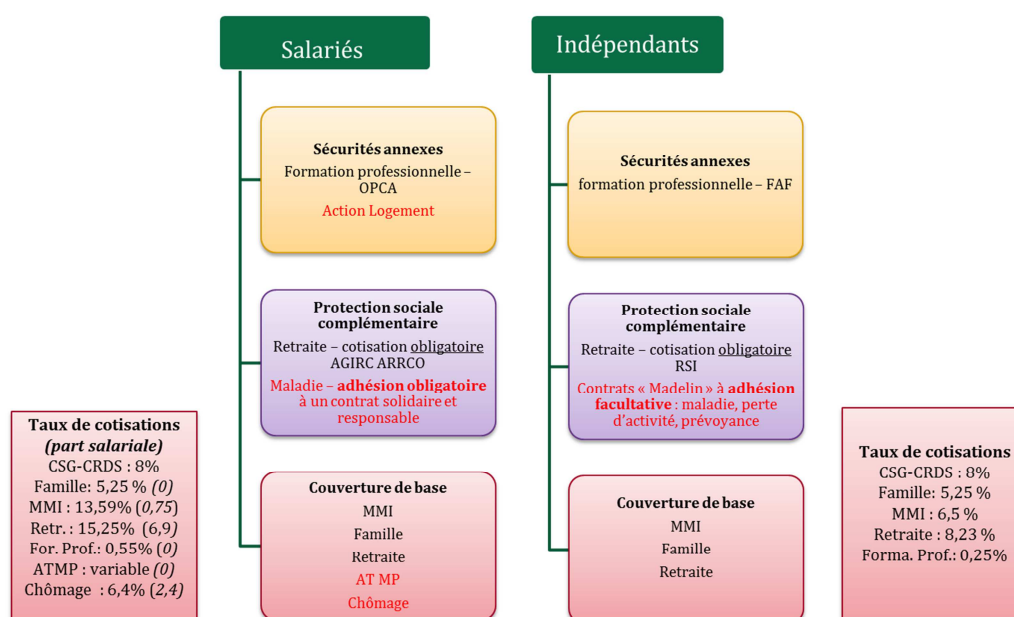 Salariés
Sécurités annexes
Formation professionnelle –
OPCA
Action Logement
Protection sociale
complémentaire
Retraite – cotisation obligatoire
AGIRC ARRCO
Maladie – adhésion obligatoire
à un contrat solidaire et
responsable
Couverture de base
MMI
Famille
Retraite
AT MP
Chômage
Taux de cotisations
(part salariale)
CSG-CRDS : 8%
Famille: 5,25 % (0)
MMI : 13,59% (0,75)
Retr. : 15,25% (6,9)
For. Prof.: 0,55% (0)
ATMP : variable (0)
Chômage : 6,4% (2,4)
Indépendants
Sécurités annexes
formation professionnelle – FAF
Protection sociale
complémentaire
Retraite – cotisation obligatoire
RSI
Contrats « Madelin » à adhésion
facultative : maladie, perte
d’activité, prévoyance
Couverture de base
MMI
Famille
Retraite
Taux de cotisations
CSG-CRDS : 8%
Famille: 5,25 %
MMI : 6,5 %
Retraite : 8,23 %
Forma. Prof.: 0,25%